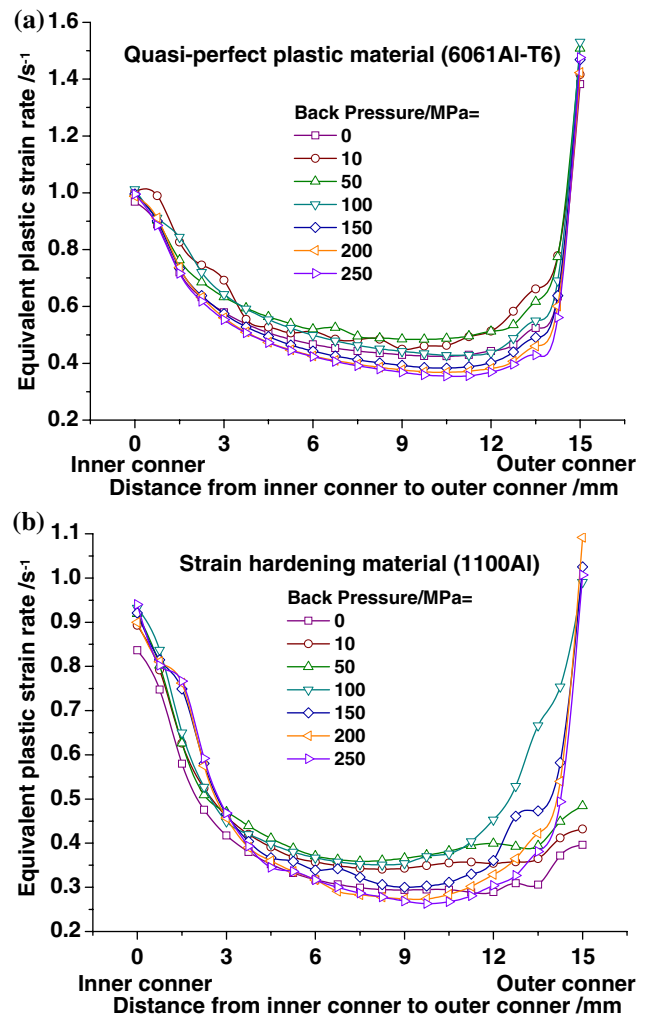 (a)
1.6
1.4
1.2
1.0
0.8
0.6
0.4
0.2
Equivalent plastic strain rate /s-1
Quasi-perfect plastic material (6061Al-T6)
Back Pressure/MPa=
0
10
50
100
150
200
250
0 3 6 9 12 15
Inner conner Outer conner
Distance from inner conner to outer conner /mm
(b)
1.1
1.0
0.9
0.8
0.7
0.6
0.5
0.4
0.3
0.2
Equivalent plastic strain rate /s-1
Strain hardening material (1100Al)
Back Pressure/MPa=
0
10
50
100
150
200
250
0 3 6 9 12 15
Inner conner Outer conner
Distance from inner conner to outer conner /mm